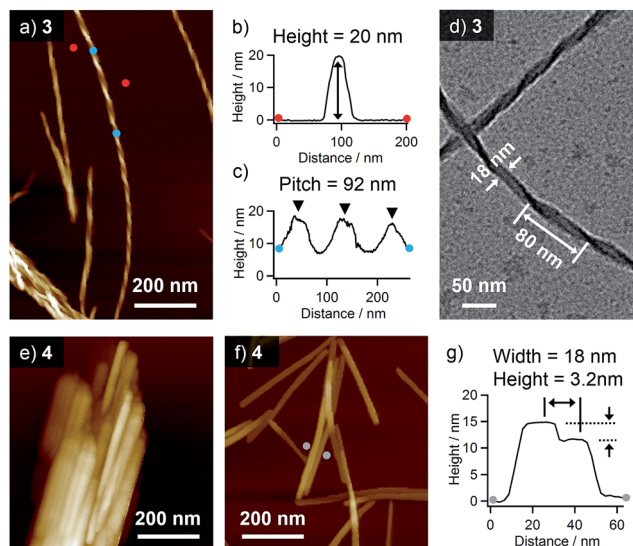 a) 3
200 nm
b)
Height = 20 nm
Height / nm
20
10
0
0
100
200
Distance / nm
c)
Pitch = 92 nm
Height / nm
20
10
0
0
100
200
Distance / nm
d) 3
18 nm
80 nm
50 nm
e) 4
200 nm
f) 4
200 nm
g)
Width = 18 nm
Height = 3.2nm
Height / nm
20
15
10
5
0
0
20
40
60
Distance / nm